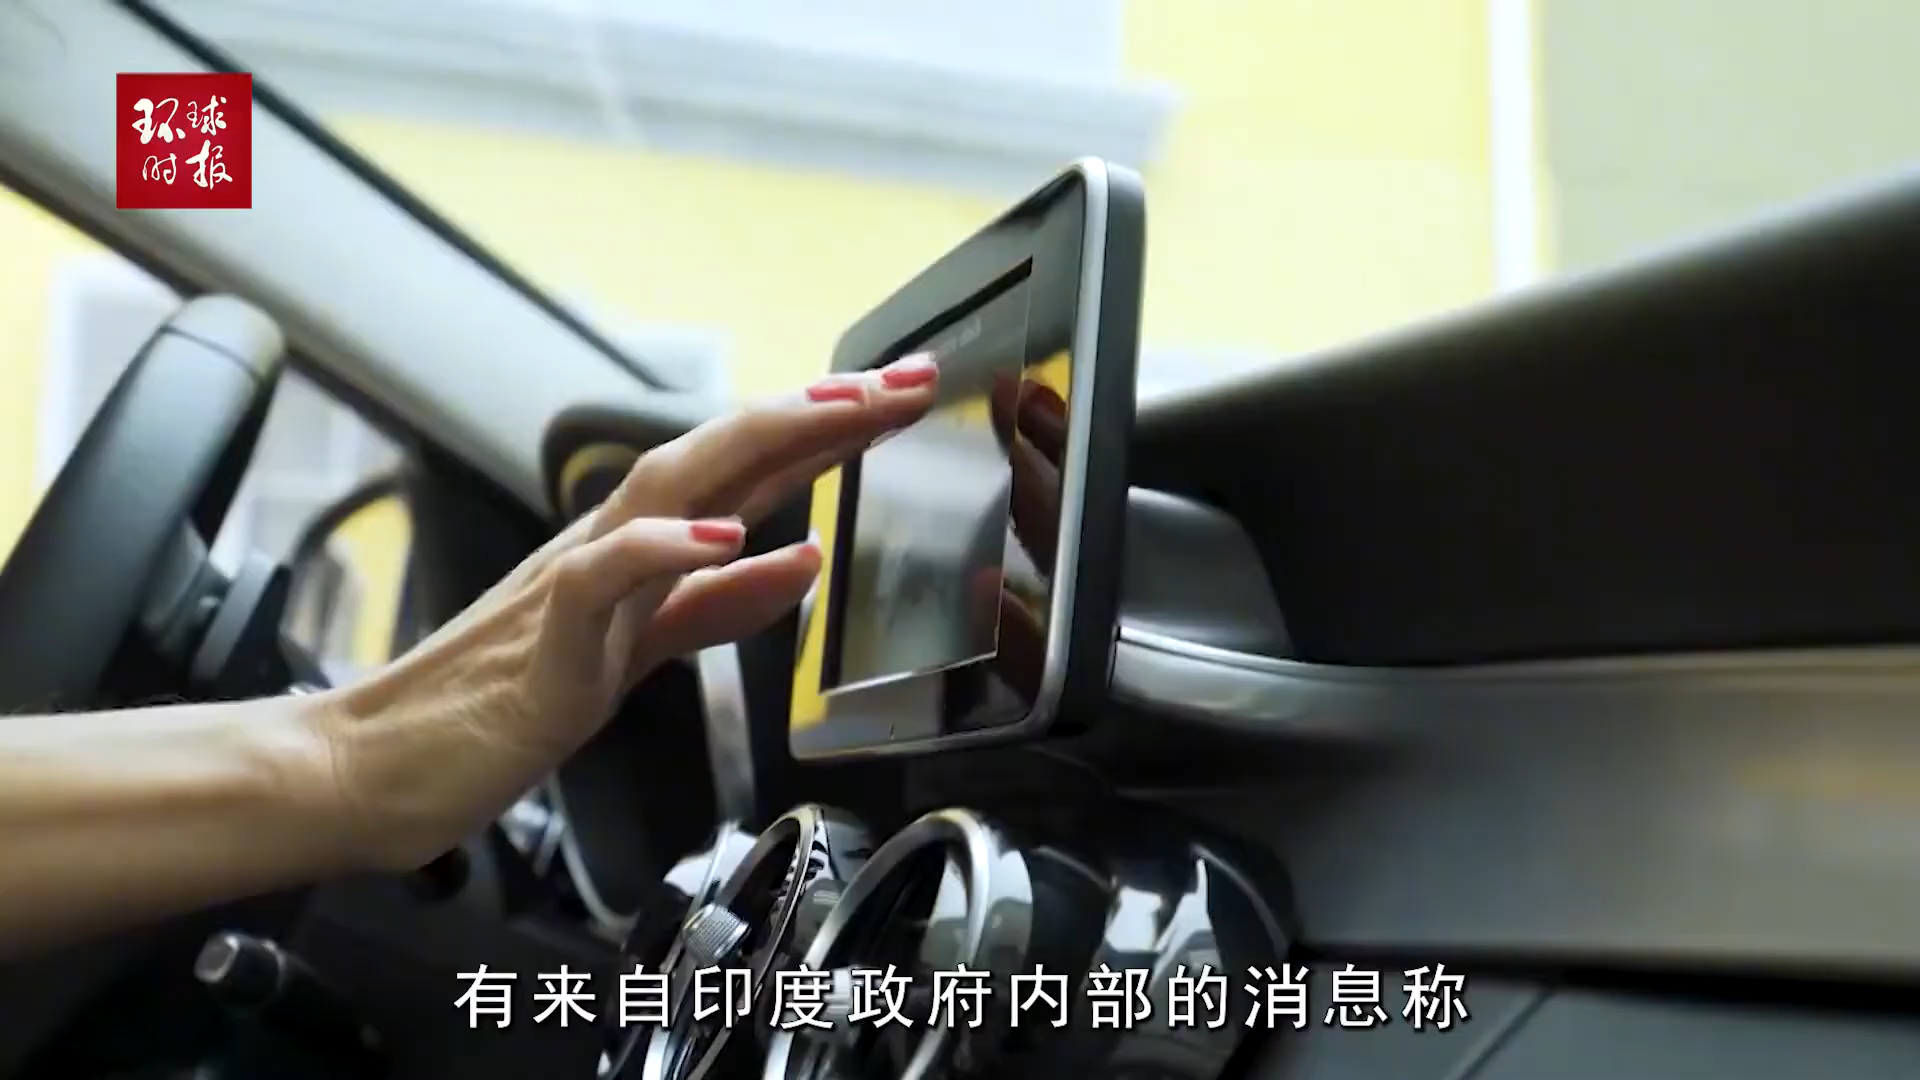 环球
时报
有来自印度政府内部的消息称